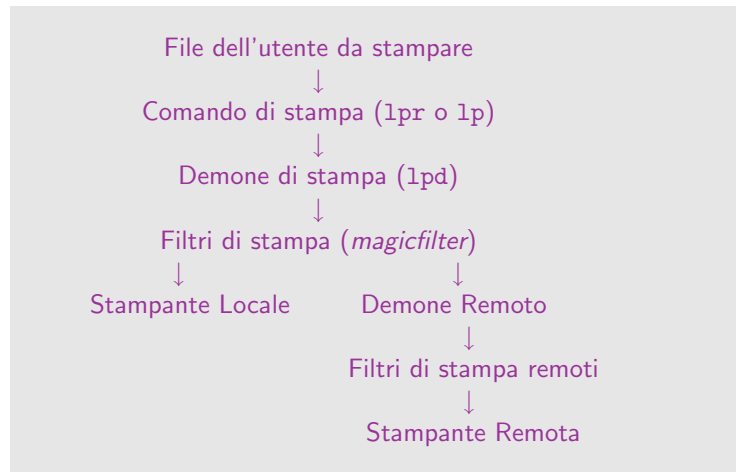 File dell'utente da stampare
↓
Comando di stampa (lpr o lp)
↓
Demone di stampa (lpd)
↓
Filtri di stampa (magicfilter)
↓ ↓
Stampante Locale Demone Remoto
↓
Filtri di stampa remoti
↓
Stampante Remota